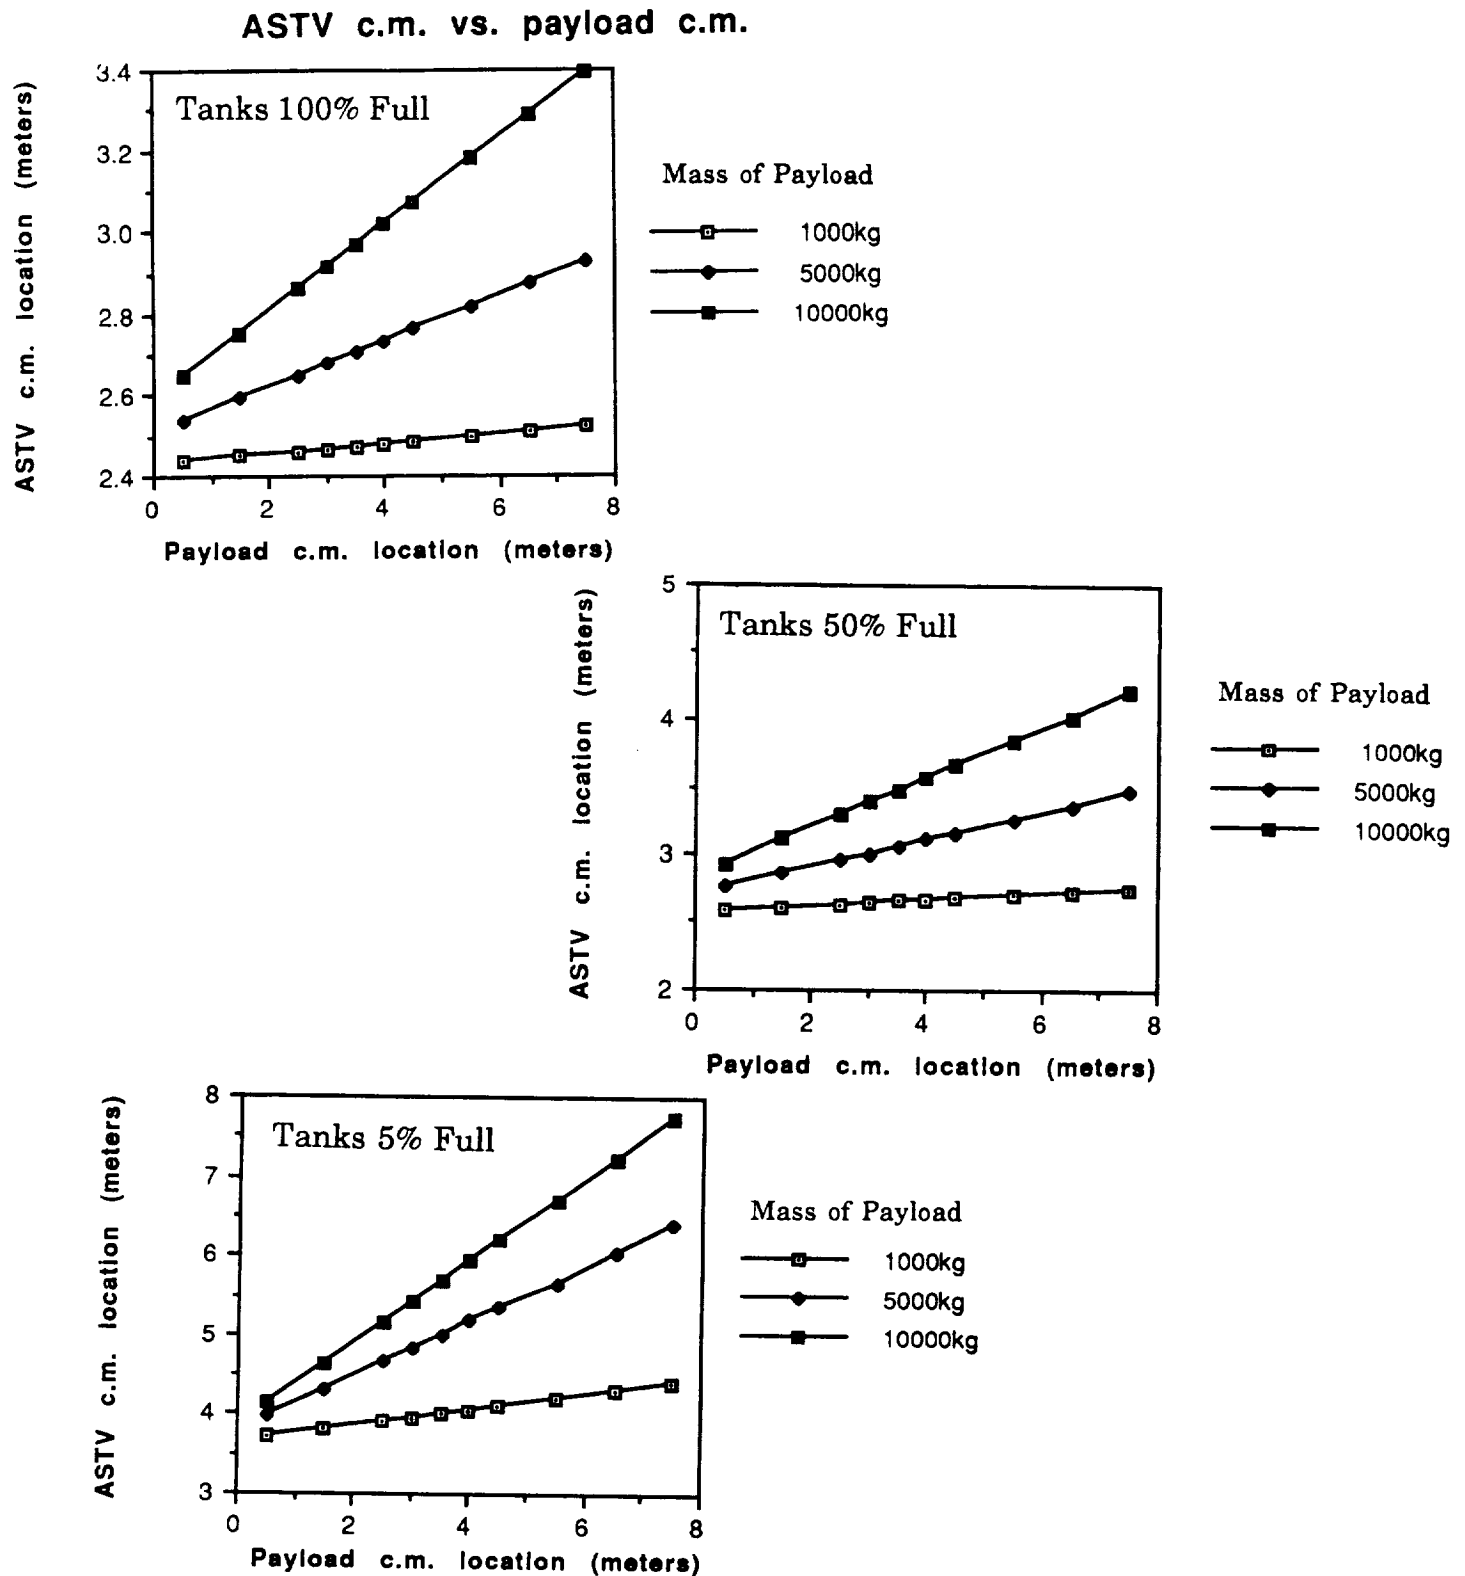 ASTV c.m. vs. payload c.m.
ASTV c.m. location (meters)
3.4
3.2
3.0
2.8
2.6
2.4
Tanks 100% Full
0 2 4 6 8
Payload c.m. location (meters)
Mass of Payload
1000kg
5000kg
10000kg
ASTV c.m. location (meters)
5
4
3
2
Tanks 50% Full
0 2 4 6 8
Payload c.m. location (meters)
Mass of Payload
1000kg
5000kg
10000kg
ASTV c.m. location (meters)
8
7
6
5
4
3
Tanks 5% Full
0 2 4 6 8
Payload c.m. location (meters)
Mass of Payload
1000kg
5000kg
10000kg